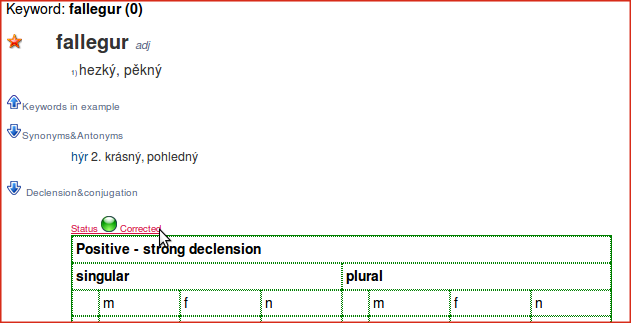 Keyword: fallegur (0)
fallegur adj
1) hezký, pěkný
Keywords in example
Synonyms&Antonyms
hýr 2. krásný, pohledný
Declension&conjugation
Status Corrected
Positive - strong declension
singular plural
m f n m f n